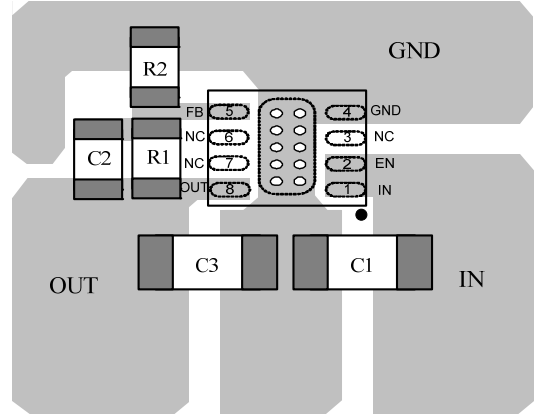 GND
R2
FB 5 4 GND
NC 6 3 NC
C2 R1
NC 7 2 EN
OUT 8 1 IN
C3 C1
OUT IN